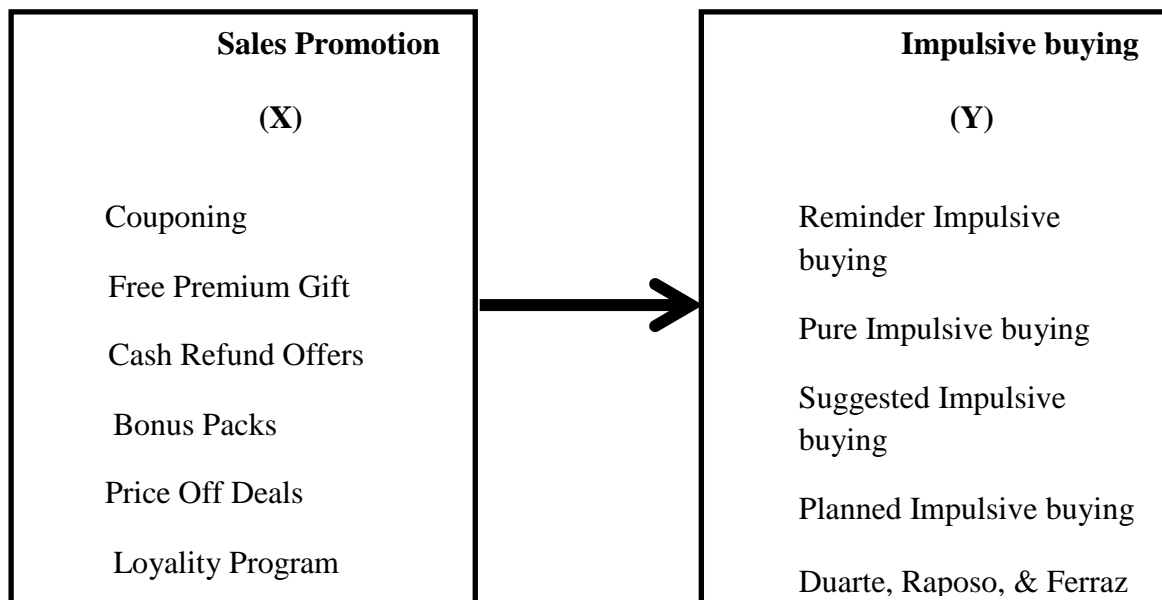 Sales Promotion
(X)
Couponing
Free Premium Gift
Cash Refund Offers
Bonus Packs
Price Off Deals
Loyality Program
Impulsive buying
(Y)
Reminder Impulsive
buying
Pure Impulsive buying
Suggested Impulsive
buying
Planned Impulsive buying
Duarte, Raposo, & Ferraz